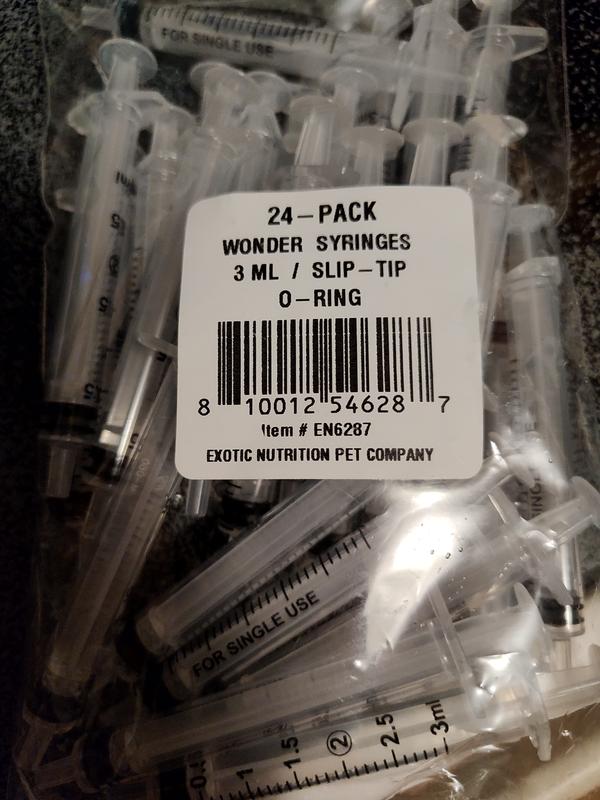 FOR SINGLE USE
24-PACK
WONDER SYRINGES
3 ML / SLIP-TIP
O-RING
8 10012 54628 7
Item # EN6287
EXOTIC NUTRITION PET COMPANY
FOR SINGLE USE
1 1.5 2 2.5 3ml